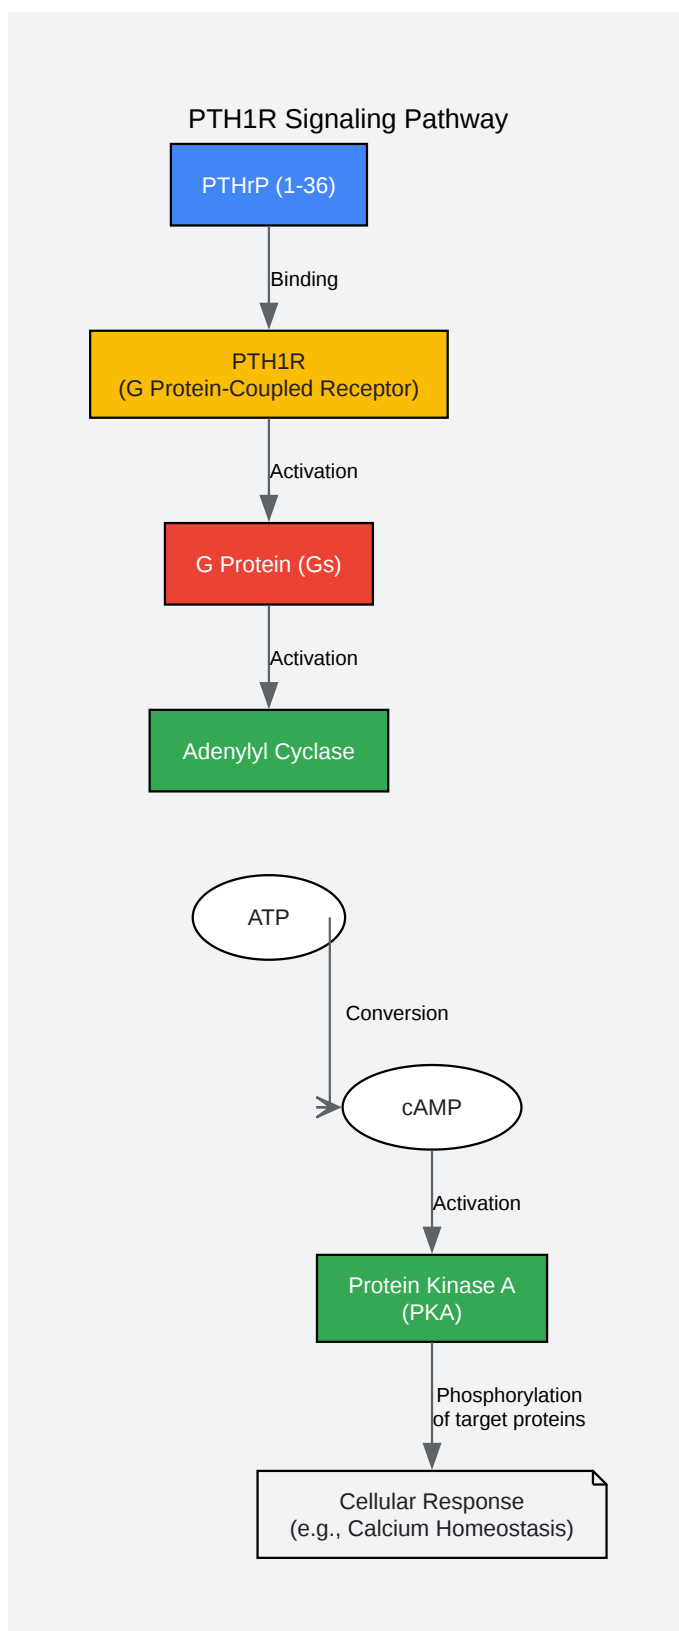 PTH1R Signaling Pathway
PTHrP (1-36)
Binding
PTH1R
(G Protein-Coupled Receptor)
Activation
G Protein (Gs)
Activation
Adenylyl Cyclase
ATP
Conversion
cAMP
Activation
Protein Kinase A
(PKA)
Phosphorylation
of target proteins
Cellular Response
(e.g., Calcium Homeostasis)